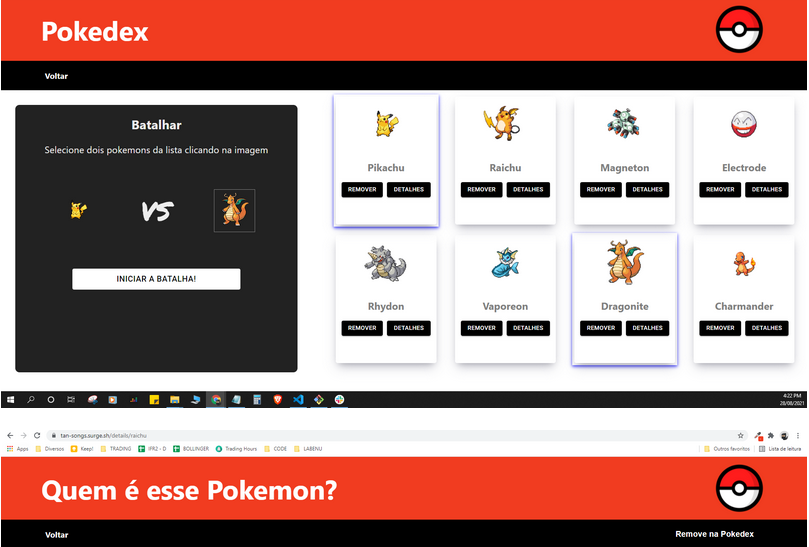 Pokedex
Voltar
Batalhar
Selecione dois pokemons da lista clicando na imagem
VS
INICIAR A BATALHA!
Pikachu
REMOVER DETALHES
Raichu
REMOVER DETALHES
Magneton
REMOVER DETALHES
Electrode
REMOVER DETALHES
Rhydon
REMOVER DETALHES
Vaporeon
REMOVER DETALHES
Dragonite
REMOVER DETALHES
Charmander
REMOVER DETALHES
4:22 PM
28/08/2021
tan-songs.surge.sh/details/raichu
Apps Diversos Keep! TRADING IFR2 - D BOLLINGER Trading Hours CODE LABENU Outros favoritos Lista de leitura
Quem é esse Pokemon?
Voltar Remove na Pokedex